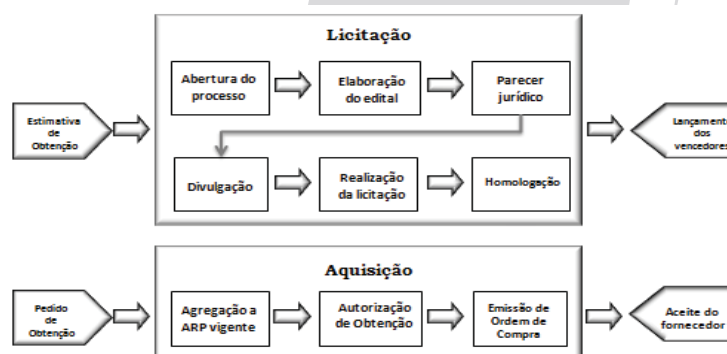 Licitação
Estimativa
de
Obtenção
Abertura do
processo
Elaboração
do edital
Parecer
jurídico
Divulgação
Realização
da licitação
Homologação
Lançamento
dos
vencedores
Aquisição
Pedido
de
Obtenção
Agregação a
ARP vigente
Autorização
de Obtenção
Emissão de
Ordem de
Compra
Aceite do
fornecedor